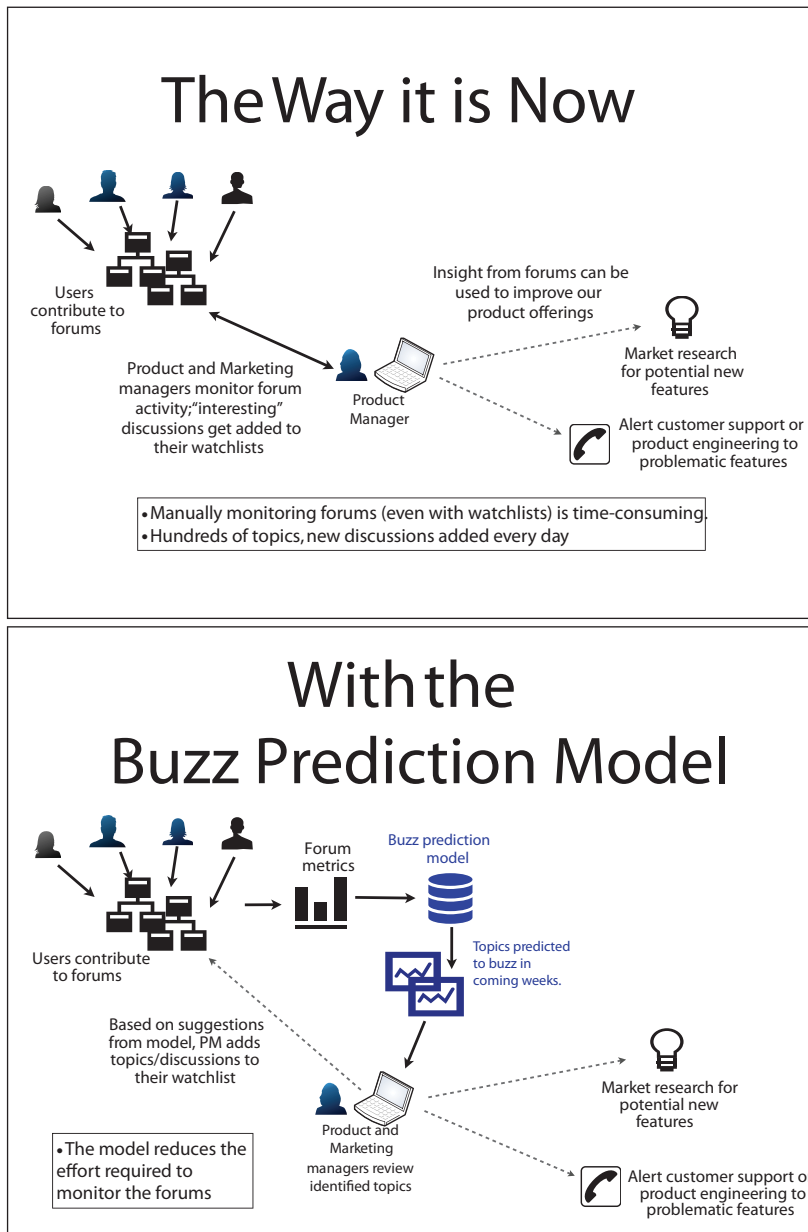 The Way it is Now
Users
contribute to
forums
Insight from forums can be
used to improve our
product offerings
Product and Marketing
managers monitor forum
activity;“interesting”
discussions get added to
their watchlists
Product
Manager
Market research
for potential new
features
Alert customer support or
product engineering to
problematic features
• Manually monitoring forums (even with watchlists) is time-consuming.
• Hundreds of topics, new discussions added every day
With the
Buzz Prediction Model
Users contribute
to forums
Forum
metrics
Buzz prediction
model
Topics predicted
to buzz in
coming weeks.
Based on suggestions
from model, PM adds
topics/discussions to
their watchlist
Product and
Marketing
managers review
identified topics
Market research for
potential new
features
Alert customer support o
product engineering to
problematic features
• The model reduces the
effort required to
monitor the forums